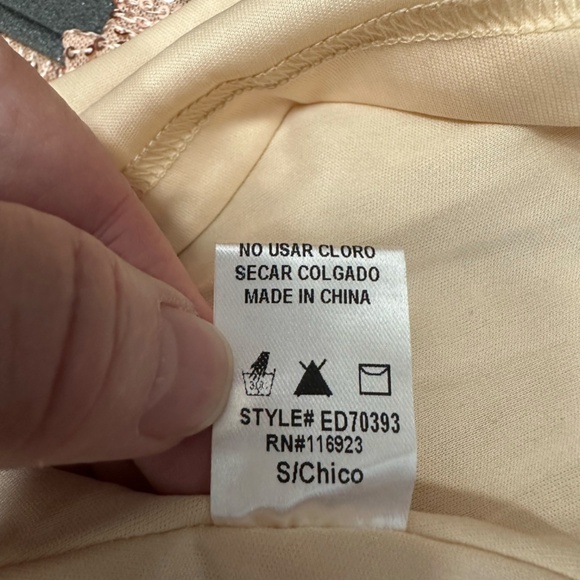 NO USAR CLORO
SECAR COLGADO
MADE IN CHINA
30°
STYLE# ED70393
RN#116923
S/Chico